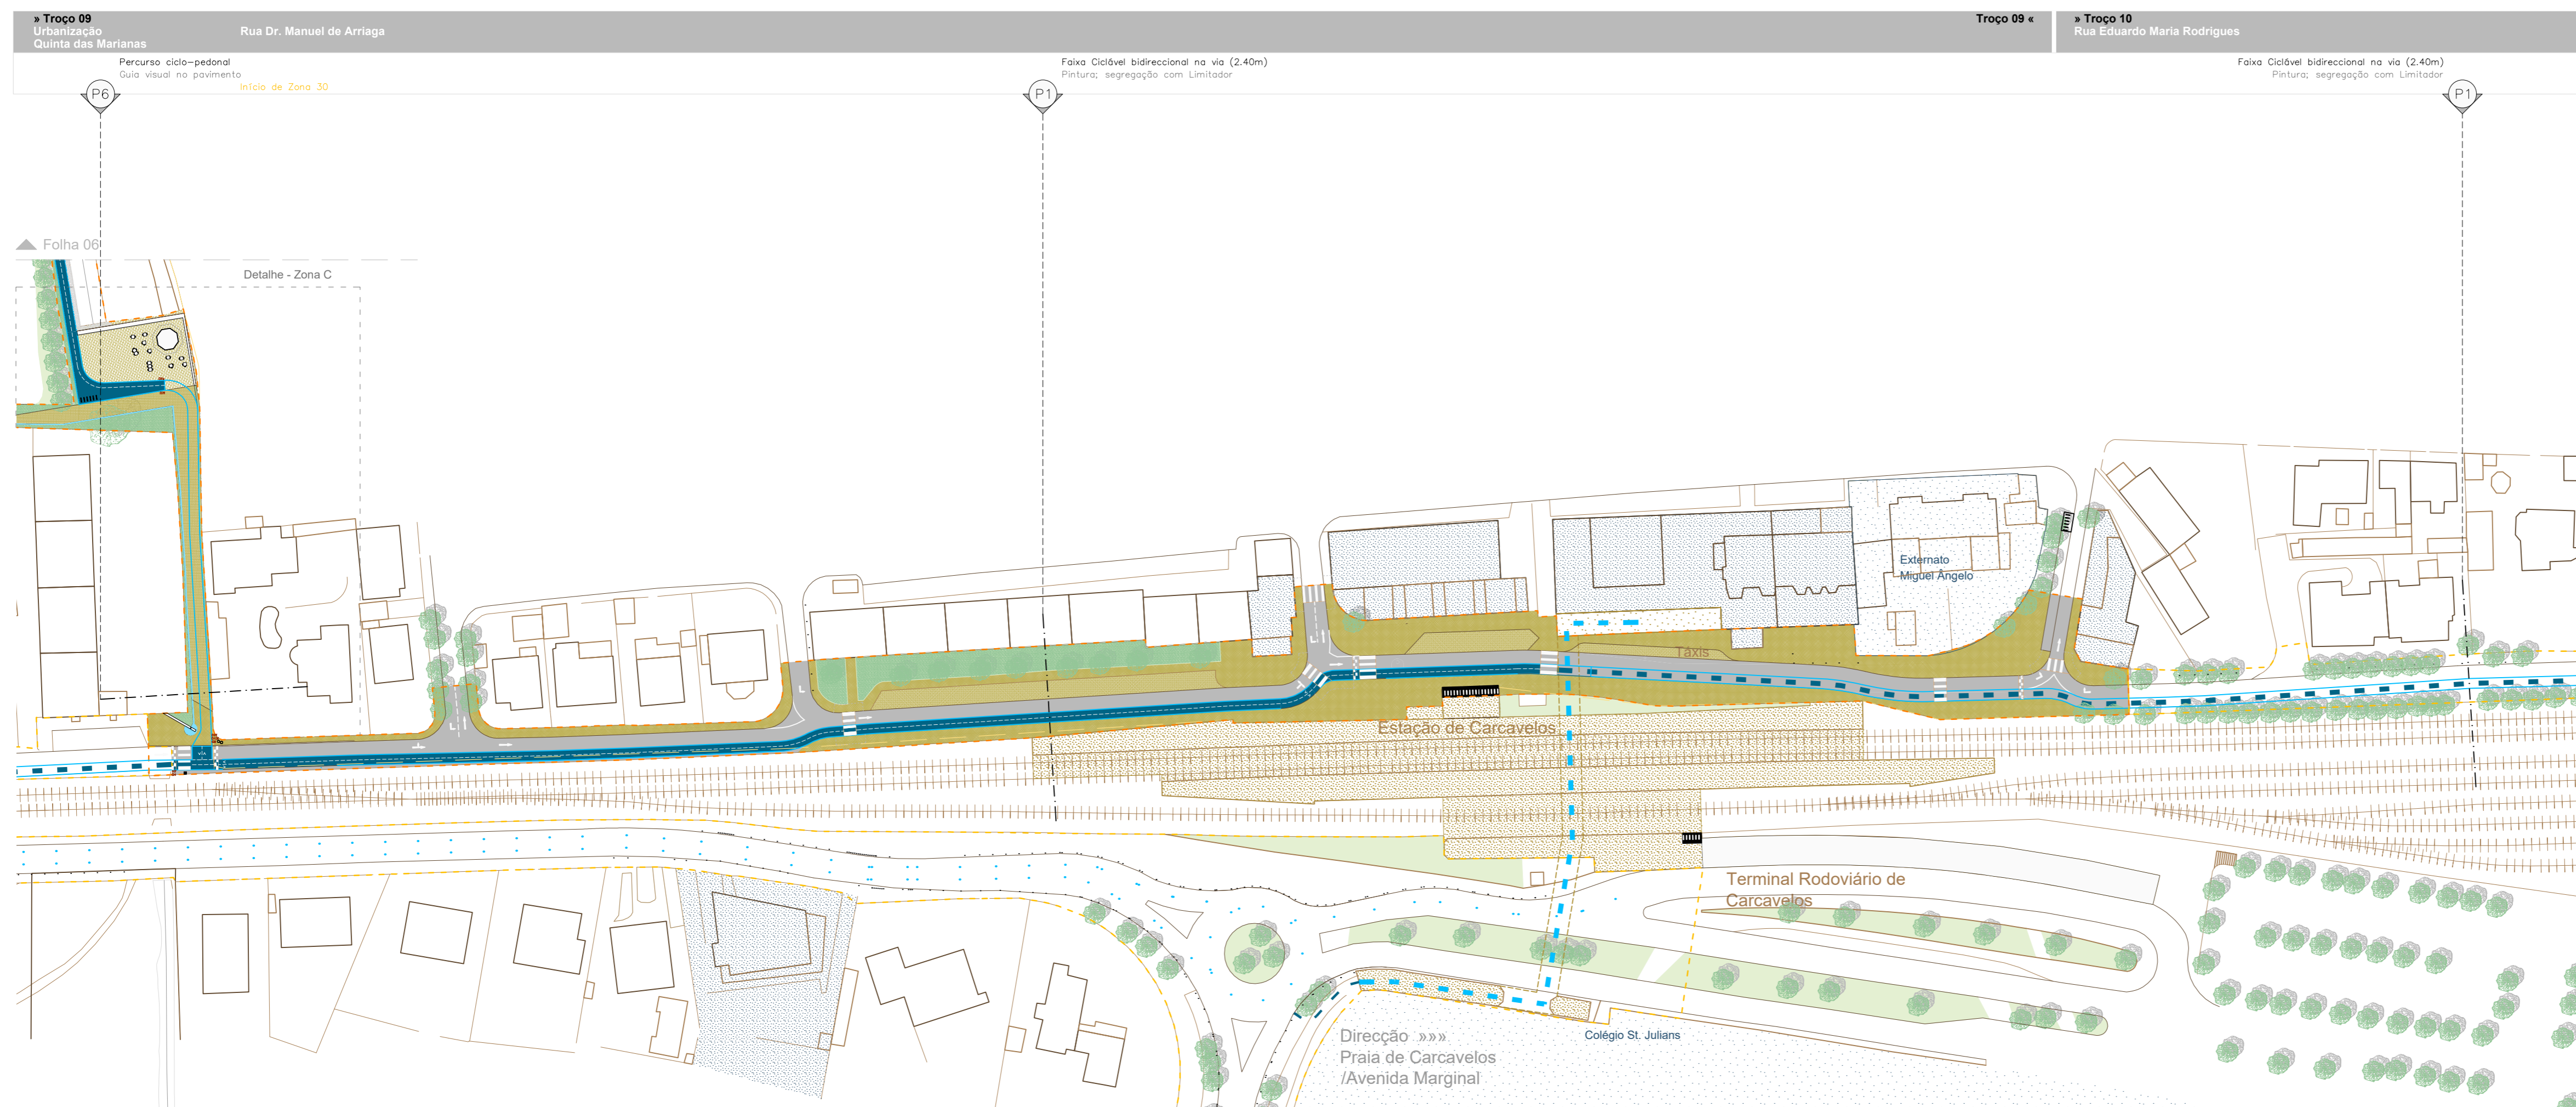 » Troço 09
Urbanização
Quinta das Marianas
Rua Dr. Manuel de Arriaga
Troço 09 «
» Troço 10
Rua Eduardo Maria Rodrigues
Percurso ciclo-pedonal
Guia visual no pavimento
Início de Zona 30
Faixa Ciclável bidireccional na via (2.40m)
Pintura; segregação com Limitador
Faixa Ciclável bidireccional na via (2.40m)
Pintura; segregação com Limitador
P6
P1
P1
Folha 06
Detalhe - Zona C
Externato
Miguel Ângelo
Táxis
Estação de Carcavelos
Terminal Rodoviário de
Carcavelos
Direcção »»»
Praia de Carcavelos
/Avenida Marginal
Colégio St. Julians